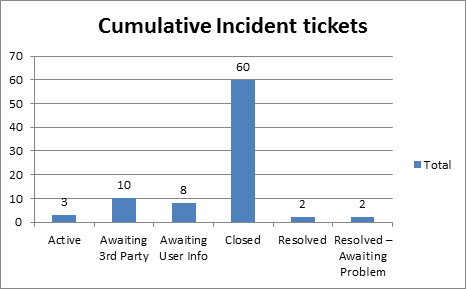 Cumulative Incident tickets
70
60
50
40
30
20
10
0
3
10
8
60
2
2
Active
Awaiting
3rd Party
Awaiting
User Info
Closed
Resolved
Resolved –
Awaiting
Problem
Total